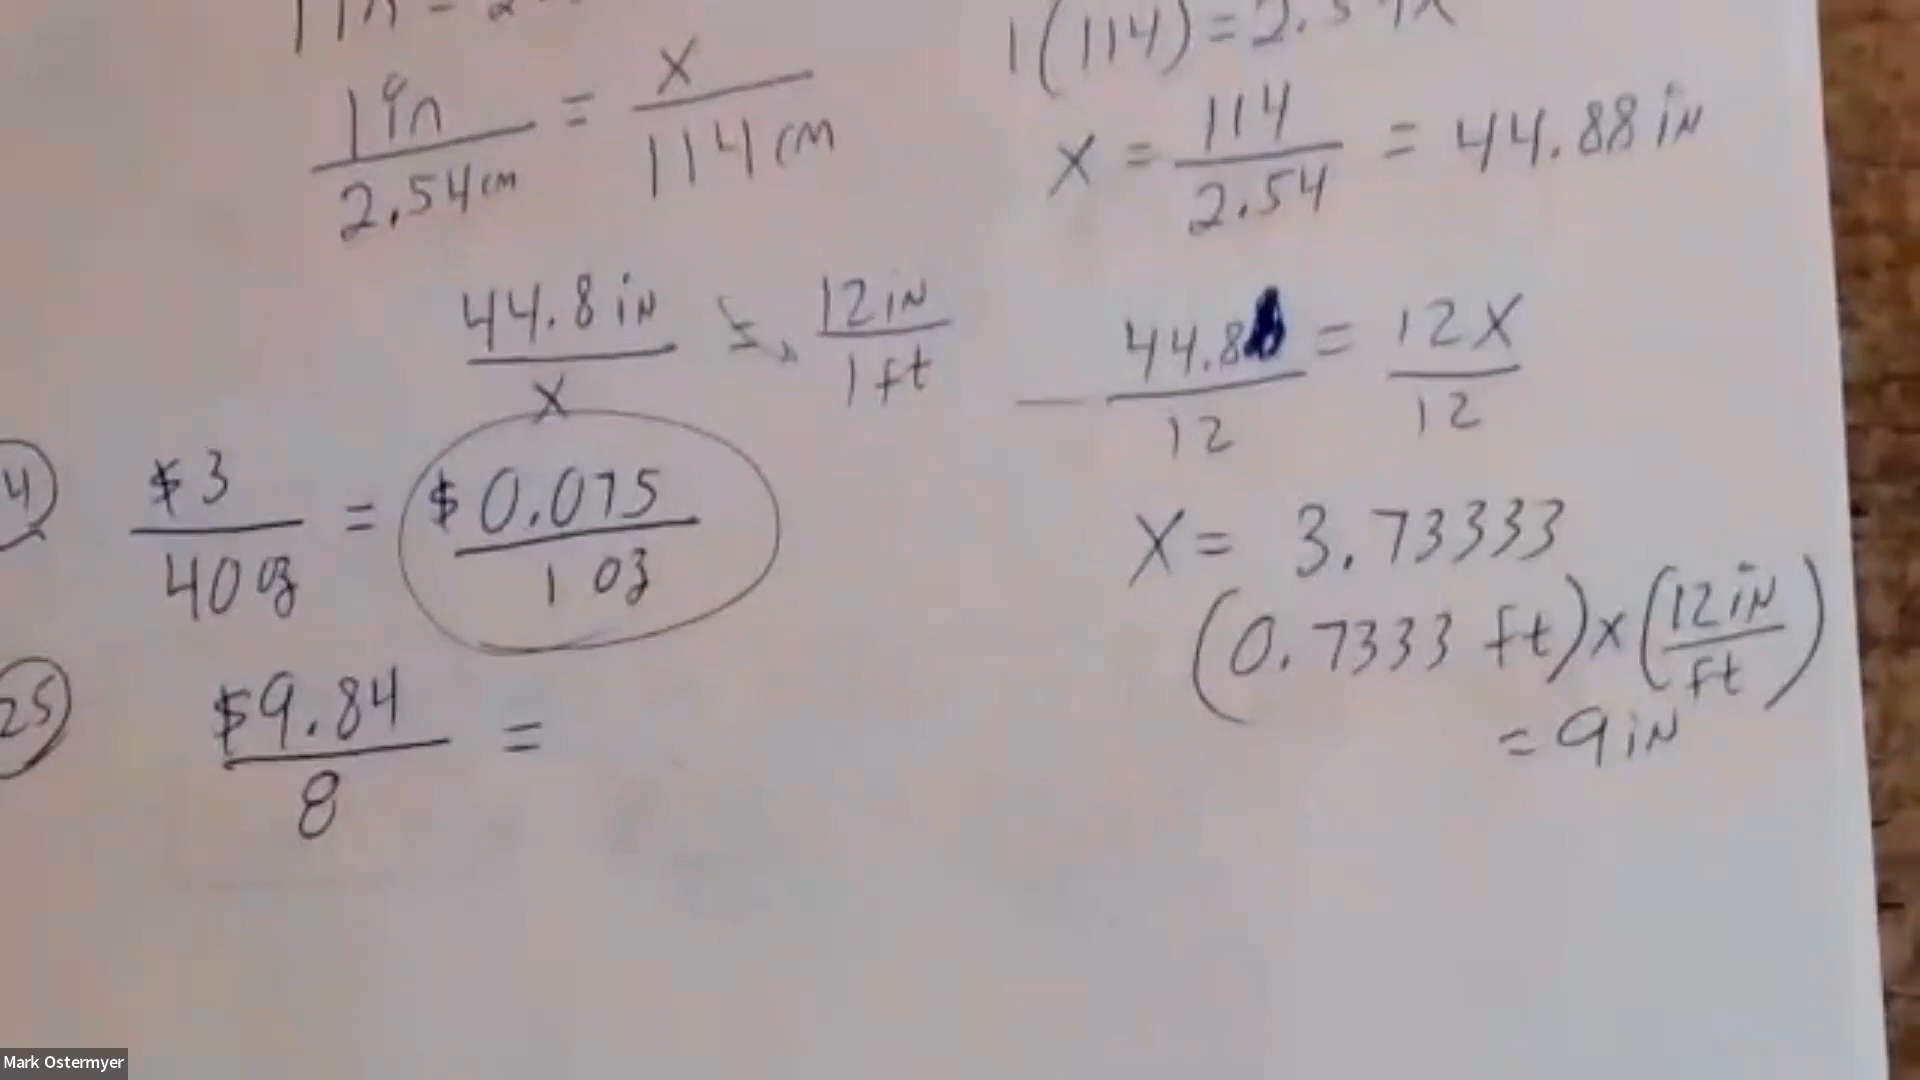 1in / 2.54cm = x / 114cm
1(114) = 2.54x
x = 114 / 2.54 = 44.88 in
44.8 in / x = 12 in / 1 ft
44.8 / 12 = 12x / 12
x = 3.73333
(0.7333 ft) x (12 in / ft)
= 9 in
$3 / 40 oz = $0.075 / 1 oz
25 $9.84 / 8 =
Mark Ostermyer